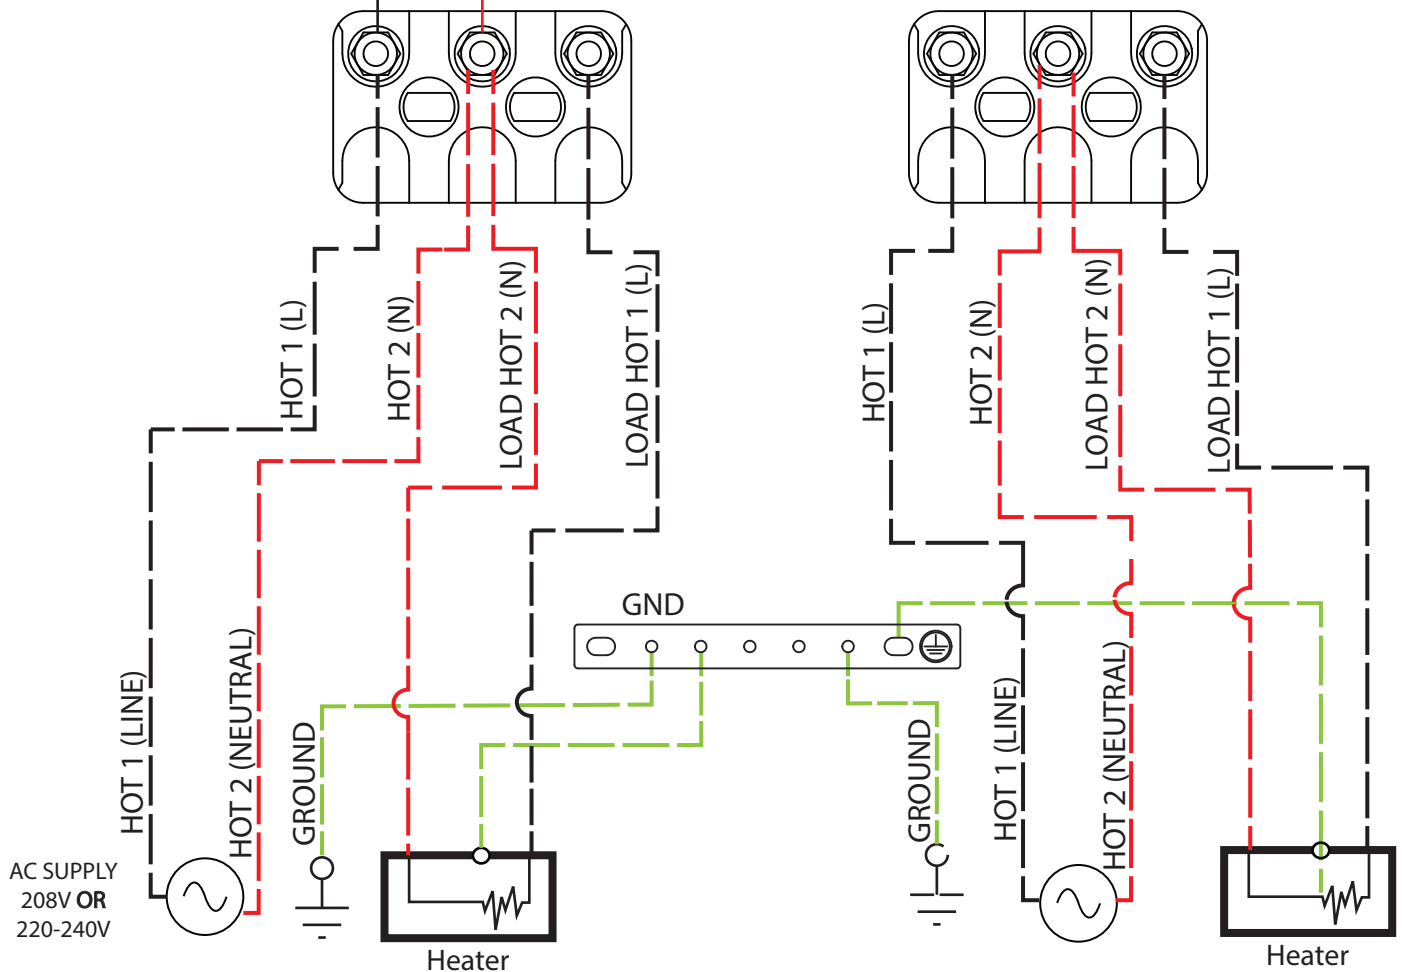 HOT 1 (L)
HOT 2 (N)
LOAD HOT 2 (N)
LOAD HOT 1 (L)
HOT 1 (L)
HOT 2 (N)
LOAD HOT 2 (N)
LOAD HOT 1 (L)
GND
HOT 1 (LINE)
HOT 2 (NEUTRAL)
GROUND
GROUND
HOT 1 (LINE)
HOT 2 (NEUTRAL)
AC SUPPLY
208V OR
220-240V
Heater
Heater